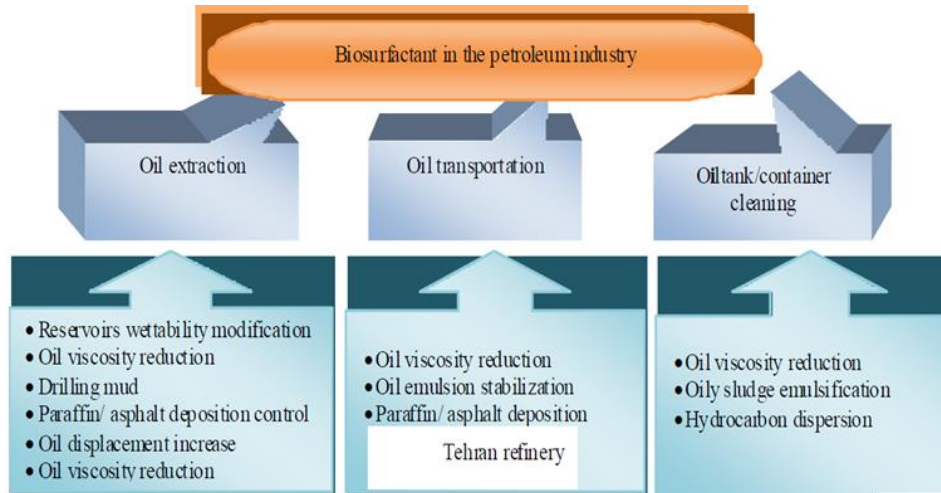 Biosurfactant in the petroleum industry
Oil extraction
Oil transportation
Oil tank/container
cleaning
• Reservoirs wettability modification
• Oil viscosity reduction
• Drilling mud
• Paraffin/ asphalt deposition control
• Oil displacement increase
• Oil viscosity reduction
• Oil viscosity reduction
• Oil emulsion stabilization
• Paraffin/ asphalt deposition
Tehran refinery
• Oil viscosity reduction
• Oily sludge emulsification
• Hydrocarbon dispersion